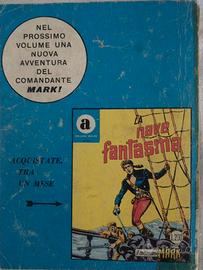 NEL
PROSSIMO
VOLUME UNA
NUOVA
AVVENTURA
DEL
COMANDANTE
MARK!
ACQUISTATE,
TRA
UN MESE
a
LA
nave
fantasma
MARK